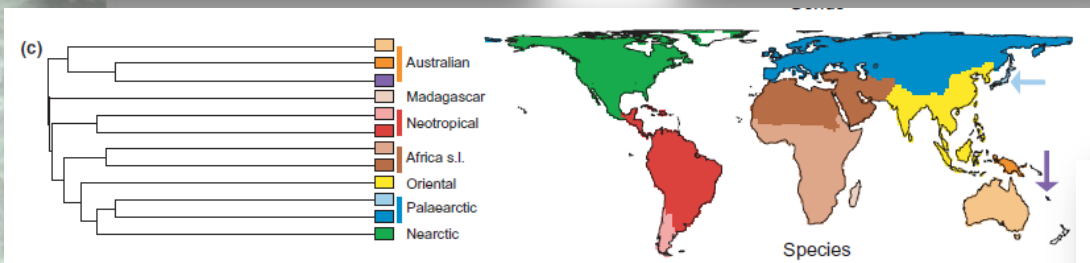 (c)
Australian
Madagascar
Neotropical
Africa s.l.
Oriental
Palaearctic
Nearctic
Species